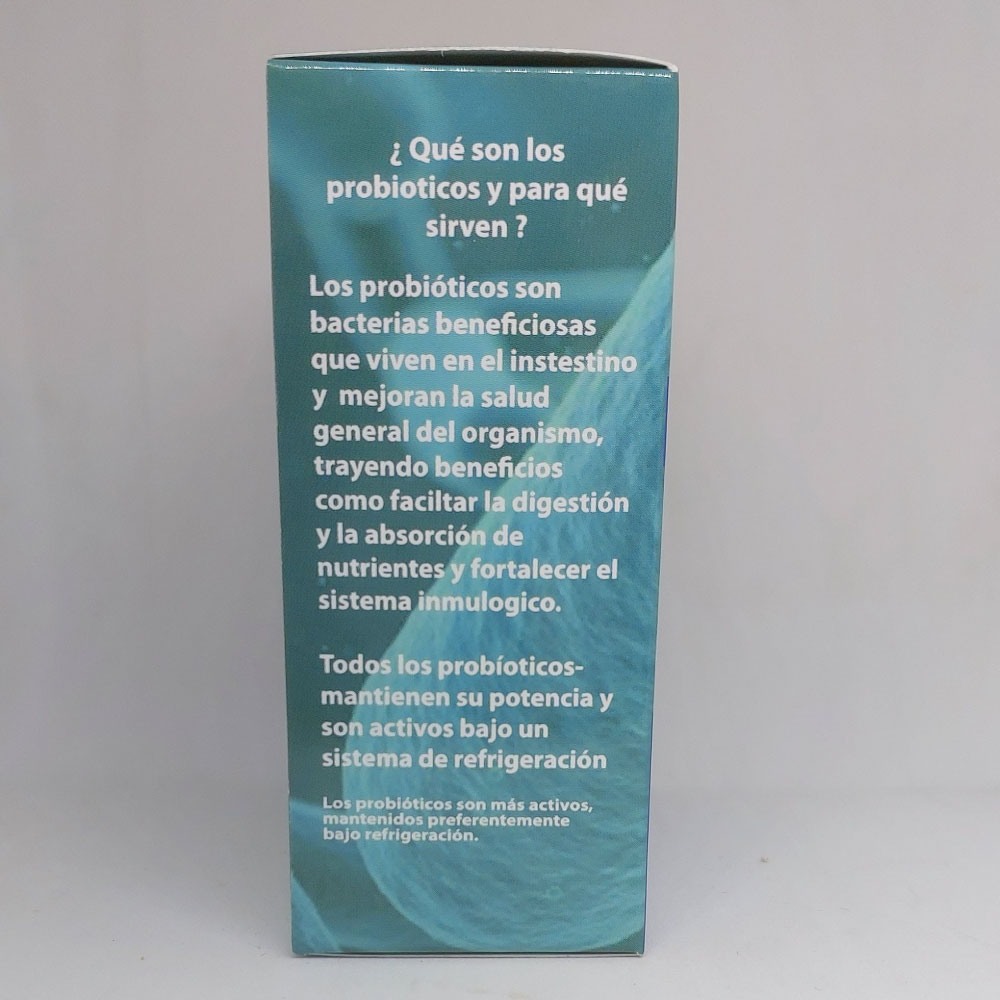 ¿ Qué son los
probioticos y para qué
sirven ?
Los probióticos son
bacterias beneficiosas
que viven en el instestino
y mejoran la salud
general del organismo,
trayendo beneficios
como faciltar la digestión
y la absorción de
nutrientes y fortalecer el
sistema inmulogico.
Todos los probíoticos-
mantienen su potencia y
son activos bajo un
sistema de refrigeración
Los probióticos son más activos,
mantenidos preferentemente
bajo refrigeración.